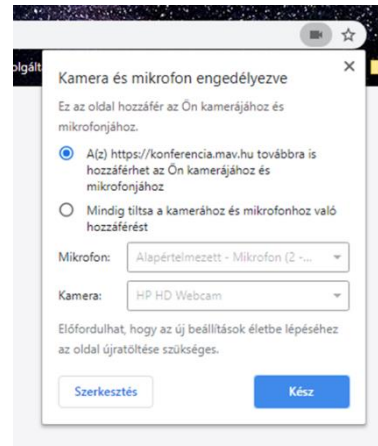 olgált
Kamera és mikrofon engedélyezve
Ez az oldal hozzáfér az Ön kamerájához és
mikrofonjához.
A(z) https://konferencia.mav.hu továbbra is
hozzáférhet az Ön kamerájához és
mikrofonjához
Mindig tiltsa a kamerához és mikrofonhoz való
hozzáférést
Mikrofon: Alapértelmezett - Mikrofon (2 -...
Kamera: HP HD Webcam
Előfordulhat, hogy az új beállítások életbe lépéséhez
az oldal újratöltése szükséges.
Szerkesztés Kész